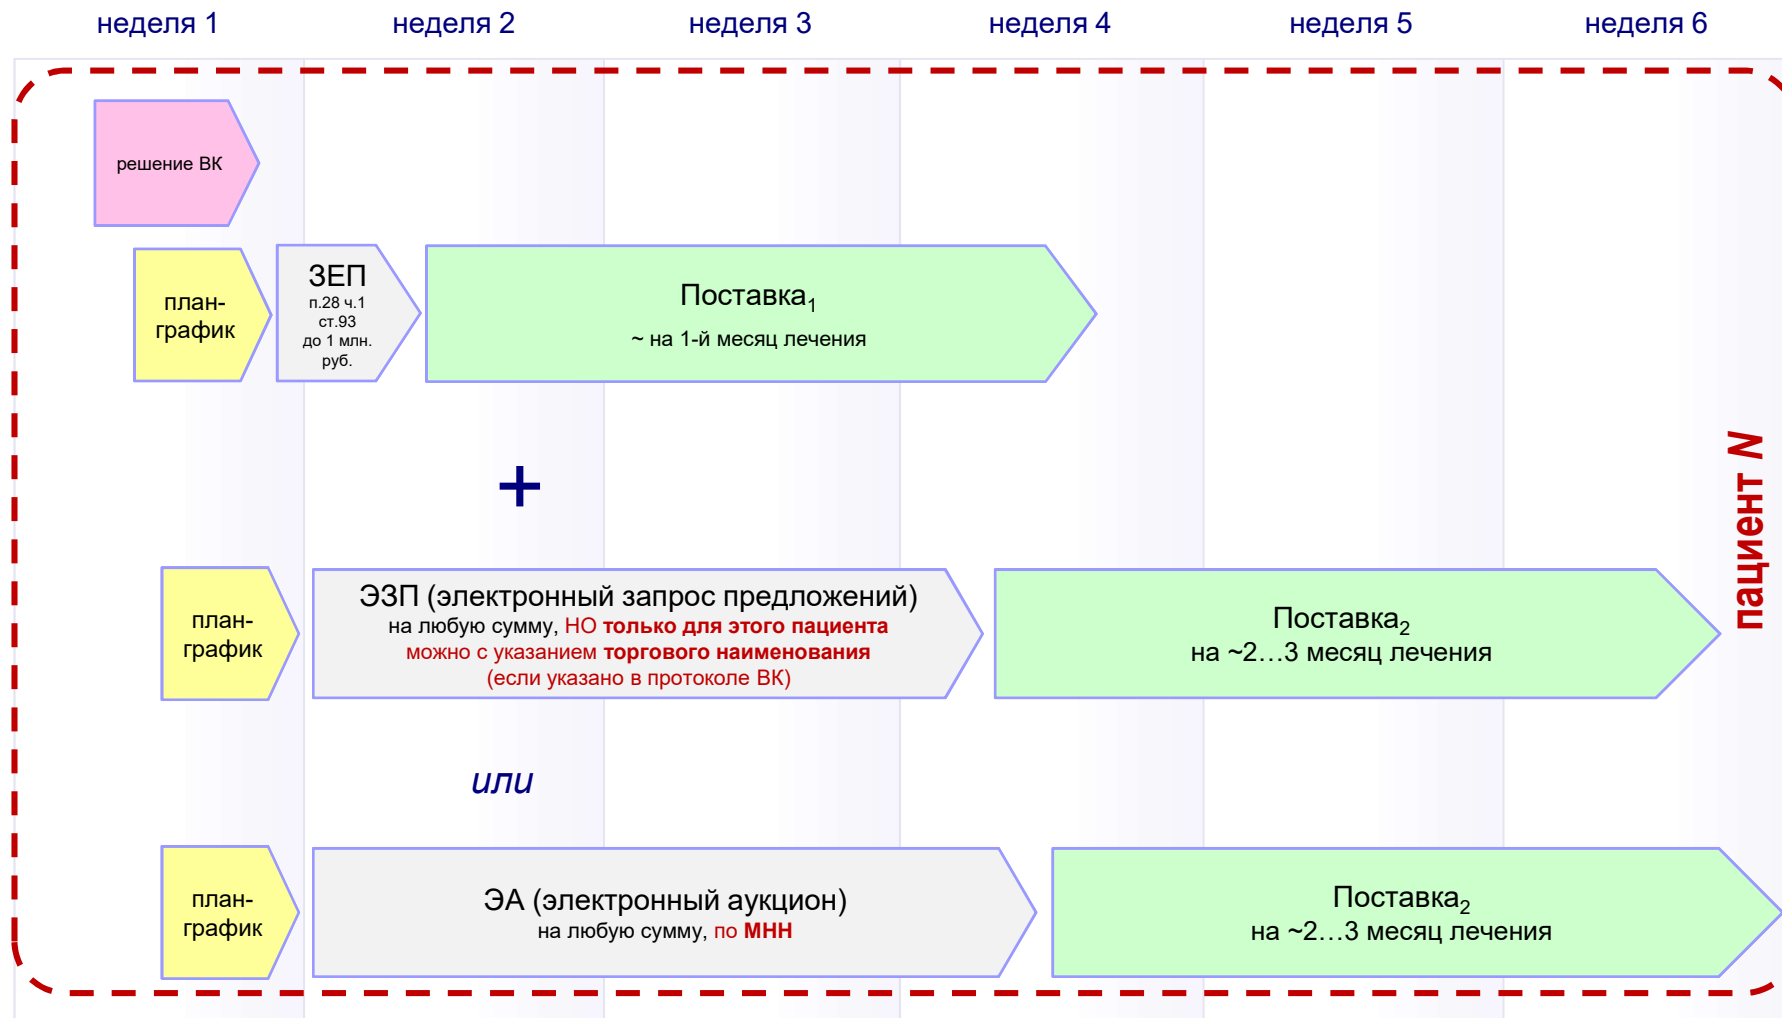 неделя 1
неделя 2
неделя 3
неделя 4
неделя 5
неделя 6
решение ВК
план-
график
ЗЕП
п.28 ч.1
ст.93
до 1 млн.
руб.
Поставка1
~ на 1-й месяц лечения
+
пациент N
план-
график
ЭЗП (электронный запрос предложений)
на любую сумму, НО только для этого пациента
можно с указанием торгового наименования
(если указано в протоколе ВК)
Поставка2
на ~2…3 месяц лечения
или
план-
график
ЭА (электронный аукцион)
на любую сумму, по МНН
Поставка2
на ~2…3 месяц лечения